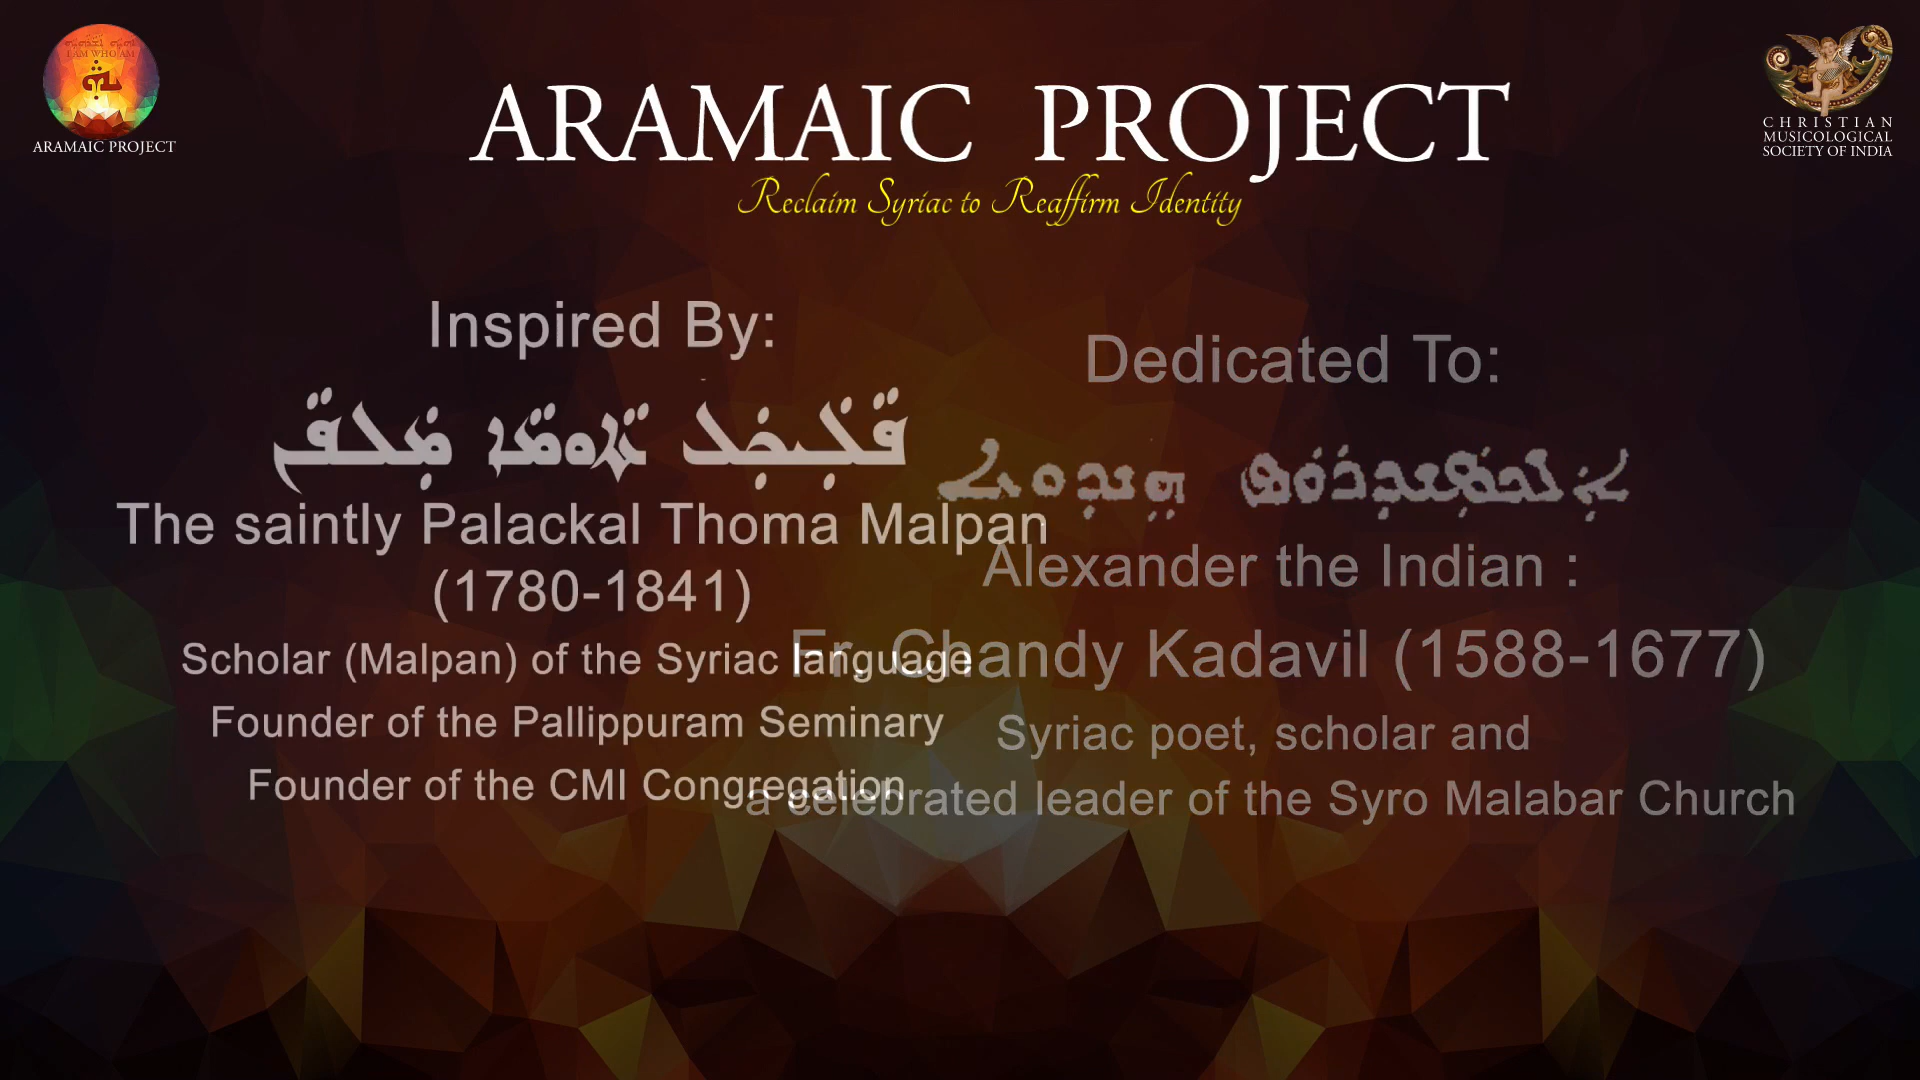 I AM WHO AM
ARAMAIC PROJECT
CHRISTIAN
MUSICOLOGICAL
SOCIETY OF INDIA
ARAMAIC PROJECT
Reclaim Syriac to Reaffirm Identity
Inspired By:
The saintly Palackal Thoma Malpan
(1780-1841)
Scholar (Malpan) of the Syriac language
Founder of the Pallippuram Seminary
Founder of the CMI Congregation
Dedicated To:
Alexander the Indian :
Fr. Chandy Kadavil (1588-1677)
Syriac poet, scholar and
a celebrated leader of the Syro Malabar Church